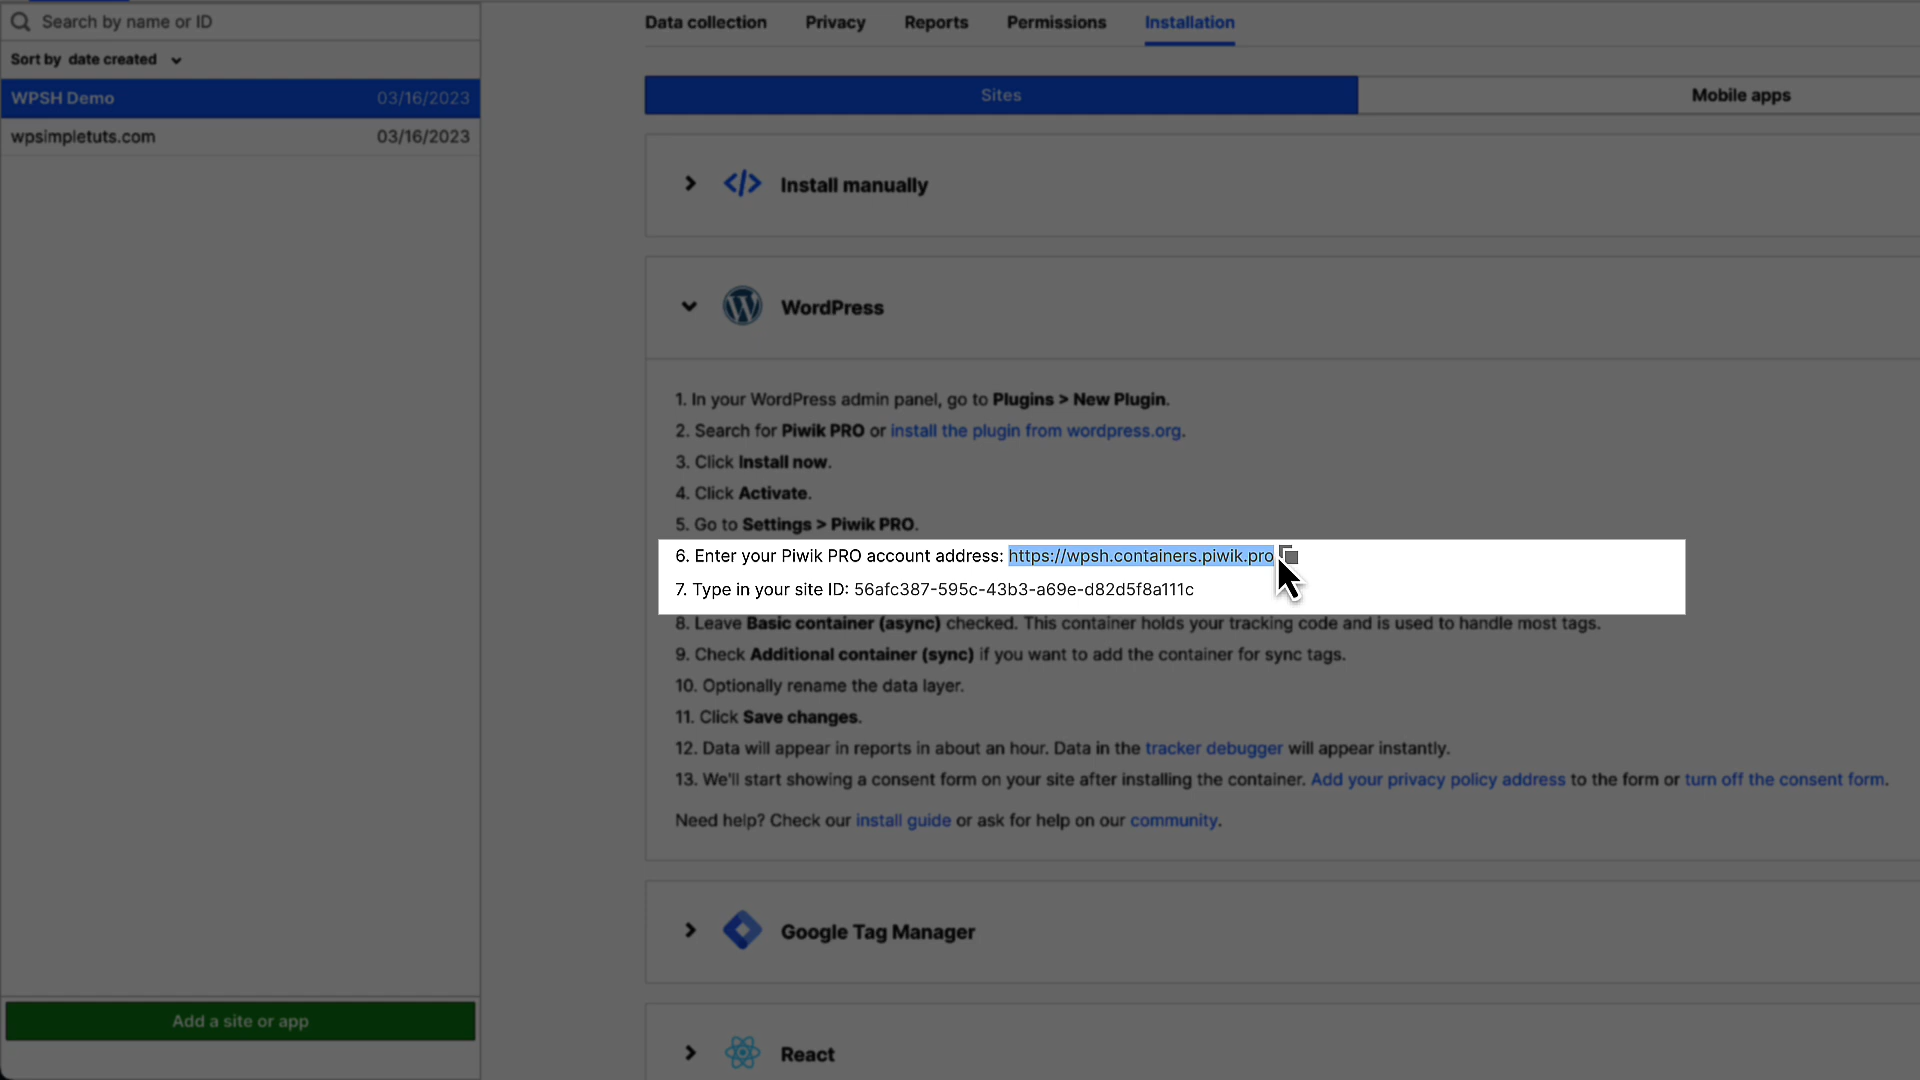 Search by name or ID
Sort by date created
WPSH Demo 03/16/2023
wpsimpletuts.com 03/16/2023
Add a site or app
Data collection Privacy Reports Permissions Installation
Sites Mobile apps
</> Install manually
WordPress
1. In your WordPress admin panel, go to Plugins > New Plugin.
2. Search for Piwik PRO or install the plugin from wordpress.org.
3. Click Install now.
4. Click Activate.
5. Go to Settings > Piwik PRO.
6. Enter your Piwik PRO account address: https://wpsh.containers.piwik.pro
7. Type in your site ID: 56afc387-595c-43b3-a69e-d82d5f8a111c
8. Leave Basic container (async) checked. This container holds your tracking code and is used to handle most tags.
9. Check Additional container (sync) if you want to add the container for sync tags.
10. Optionally rename the data layer.
11. Click Save changes.
12. Data will appear in reports in about an hour. Data in the tracker debugger will appear instantly.
13. We'll start showing a consent form on your site after installing the container. Add your privacy policy address to the form or turn off the consent form.
Need help? Check our install guide or ask for help on our community.
Google Tag Manager
React